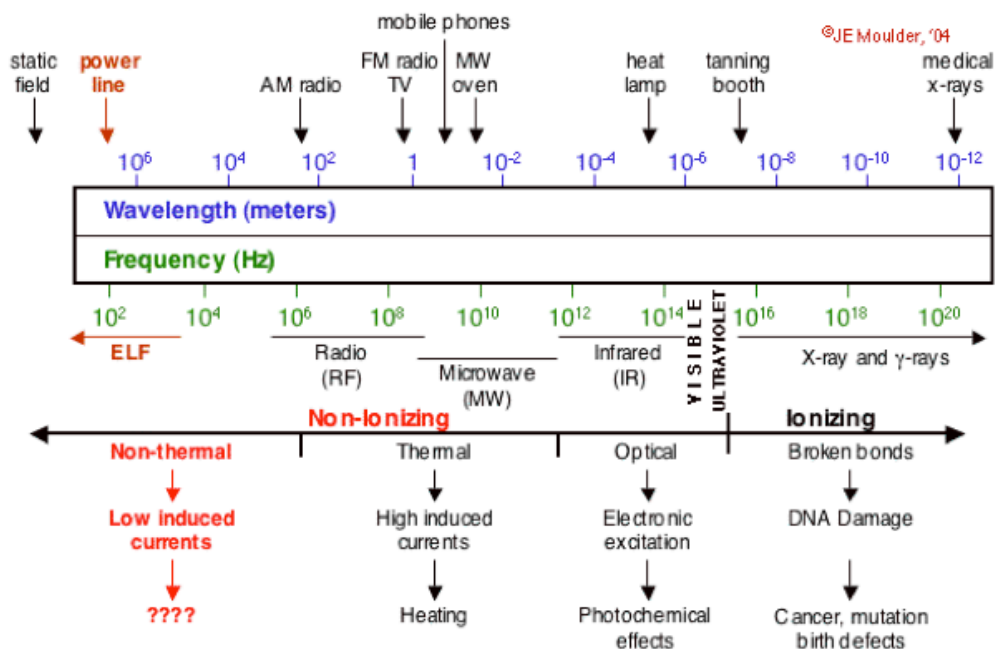 mobile phones
©JE Moulder, '04
static field
power line
AM radio
FM radio TV
MW oven
heat lamp
tanning booth
medical x-rays
10⁶ 10⁴ 10² 1 10⁻² 10⁻⁴ 10⁻⁶ 10⁻⁸ 10⁻¹⁰ 10⁻¹²
Wavelength (meters)
Frequency (Hz)
10² 10⁴ 10⁶ 10⁸ 10¹⁰ 10¹² 10¹⁴ 10¹⁶ 10¹⁸ 10²⁰
ELF
Radio
(RF)
Microwave
(MW)
Infrared
(IR)
VISIBLE
ULTRAVIOLET
X-ray and γ-rays
Non-Ionizing
Ionizing
Non-thermal
Thermal
Optical
Broken bonds
Low induced
currents
High induced
currents
Electronic
excitation
DNA Damage
????
Heating
Photochemical
effects
Cancer, mutation
birth defects